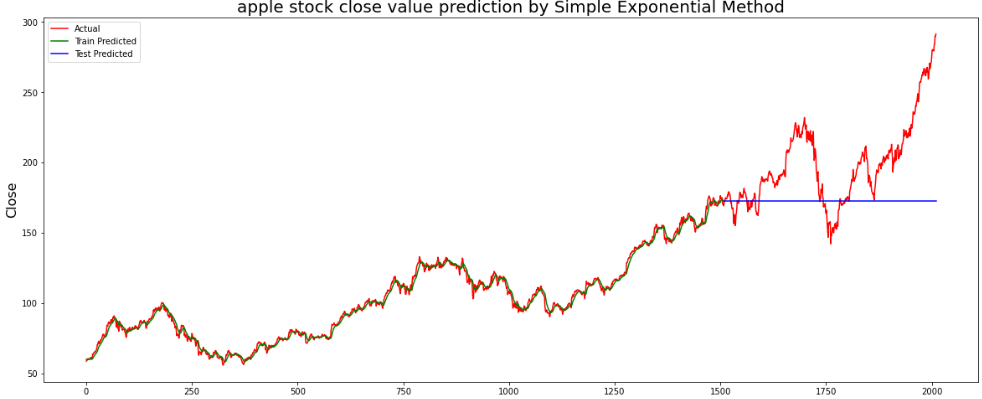 apple stock close value prediction by Simple Exponential Method
300
Actual
Train Predicted
Test Predicted
250
200
Close
150
100
50
0 250 500 750 1000 1250 1500 1750 2000